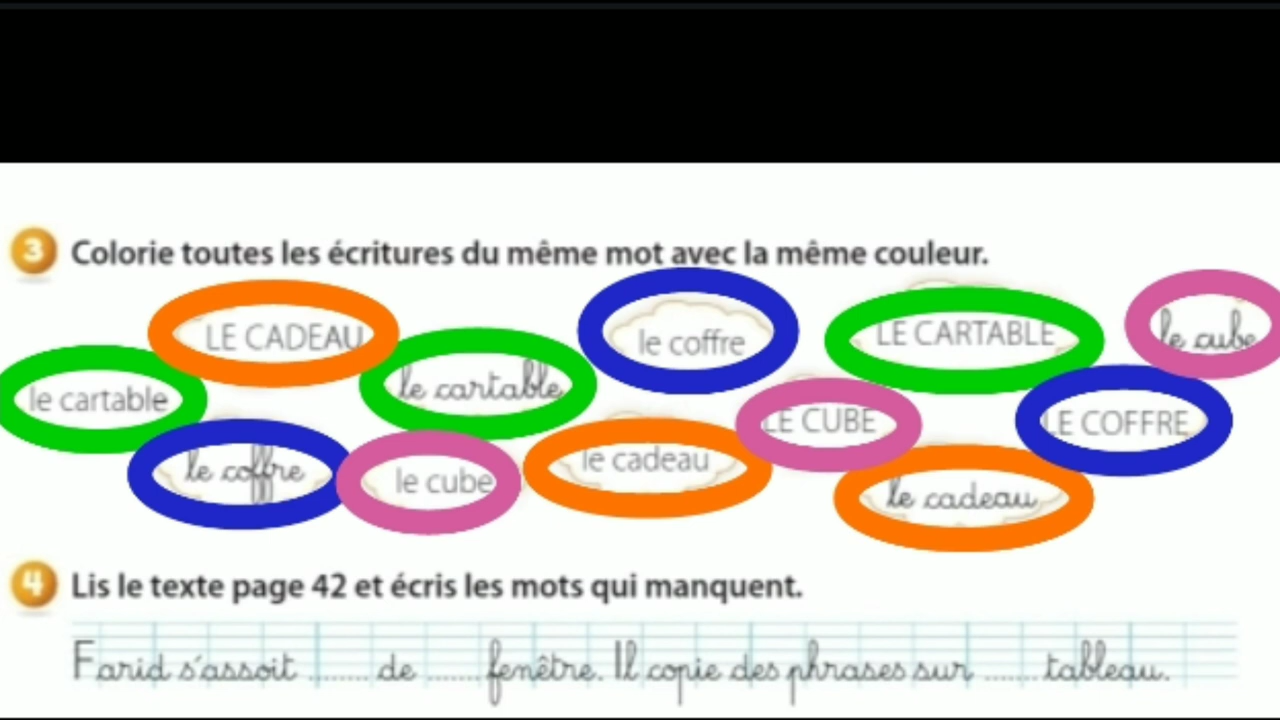 3 Colorie toutes les écritures du même mot avec la même couleur.
LE CADEAU le coffre LE CARTABLE le cube
le cartable le cartable LE CUBE LE COFFRE
le coffre le cube le cadeau le cadeau
4 Lis le texte page 42 et écris les mots qui manquent.
Farid s'assoit ........ de ....... fenêtre. Il copie des phrases sur ....... tableau.